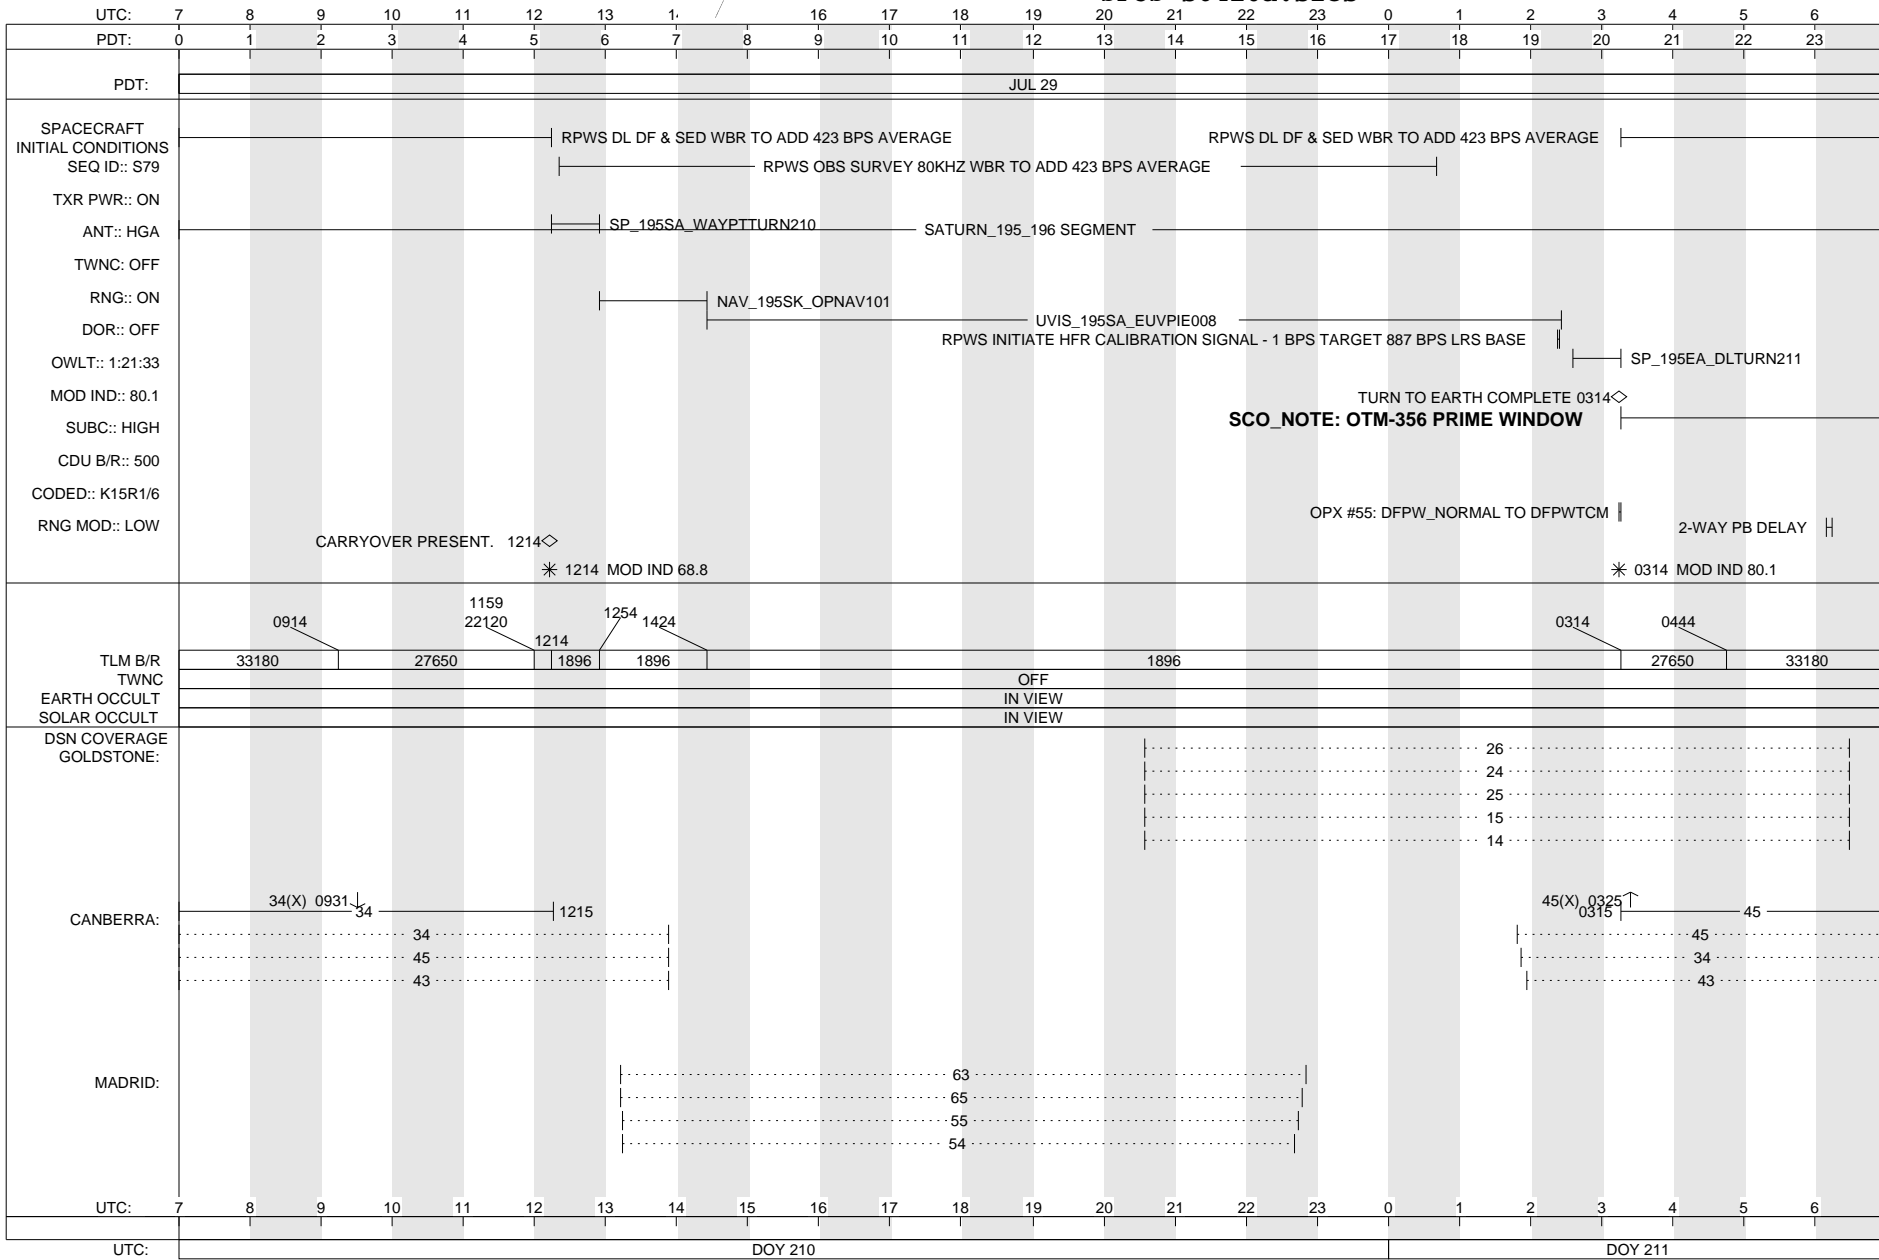 UTC: 7 8 9 10 11 12 13 16 17 18 19 20 21 22 23 0 1 2 3 4 5 6
PDT: 0 1 2 3 4 5 6 7 8 9 10 11 12 13 14 15 16 17 18 19 20 21 22 23
PDT: JUL 29
SPACECRAFT
INITIAL CONDITIONS
RPWS DL DF & SED WBR TO ADD 423 BPS AVERAGE RPWS DL DF & SED WBR TO ADD 423 BPS AVERAGE
SEQ ID:: S79 RPWS OBS SURVEY 80KHZ WBR TO ADD 423 BPS AVERAGE
TXR PWR:: ON
SP_195SA_WAYPTTURN210
ANT:: HGA SATURN_195_196 SEGMENT
TWNC: OFF
RNG:: ON NAV_195SK_OPNAV101
DOR:: OFF UVIS_195SA_EUVPIE008
RPWS INITIATE HFR CALIBRATION SIGNAL - 1 BPS TARGET 887 BPS LRS BASE
OWLT:: 1:21:33 SP_195EA_DLTURN211
MOD IND:: 80.1 TURN TO EARTH COMPLETE 0314
SCO_NOTE: OTM-356 PRIME WINDOW
SUBC:: HIGH
CDU B/R:: 500
CODED:: K15R1/6
OPX #55: DFPW_NORMAL TO DFPWTCM
RNG MOD:: LOW 2-WAY PB DELAY
CARRYOVER PRESENT. 1214
1214 MOD IND 68.8 0314 MOD IND 80.1
1159
0914 22120 1214 1254 1424 0314 0444
TLM B/R 33180 27650 1896 1896 1896 27650 33180
TWNC OFF
EARTH OCCULT IN VIEW
SOLAR OCCULT IN VIEW
DSN COVERAGE
GOLDSTONE:
26
24
25
15
14
34(X) 0931 45(X) 0325
CANBERRA: 34 1215 0315 45
34 45
45 34
43 43
MADRID: 63
65
55
54
UTC: 7 8 9 10 11 12 13 14 15 16 17 18 19 20 21 22 23 0 1 2 3 4 5 6
UTC: DOY 210 DOY 211